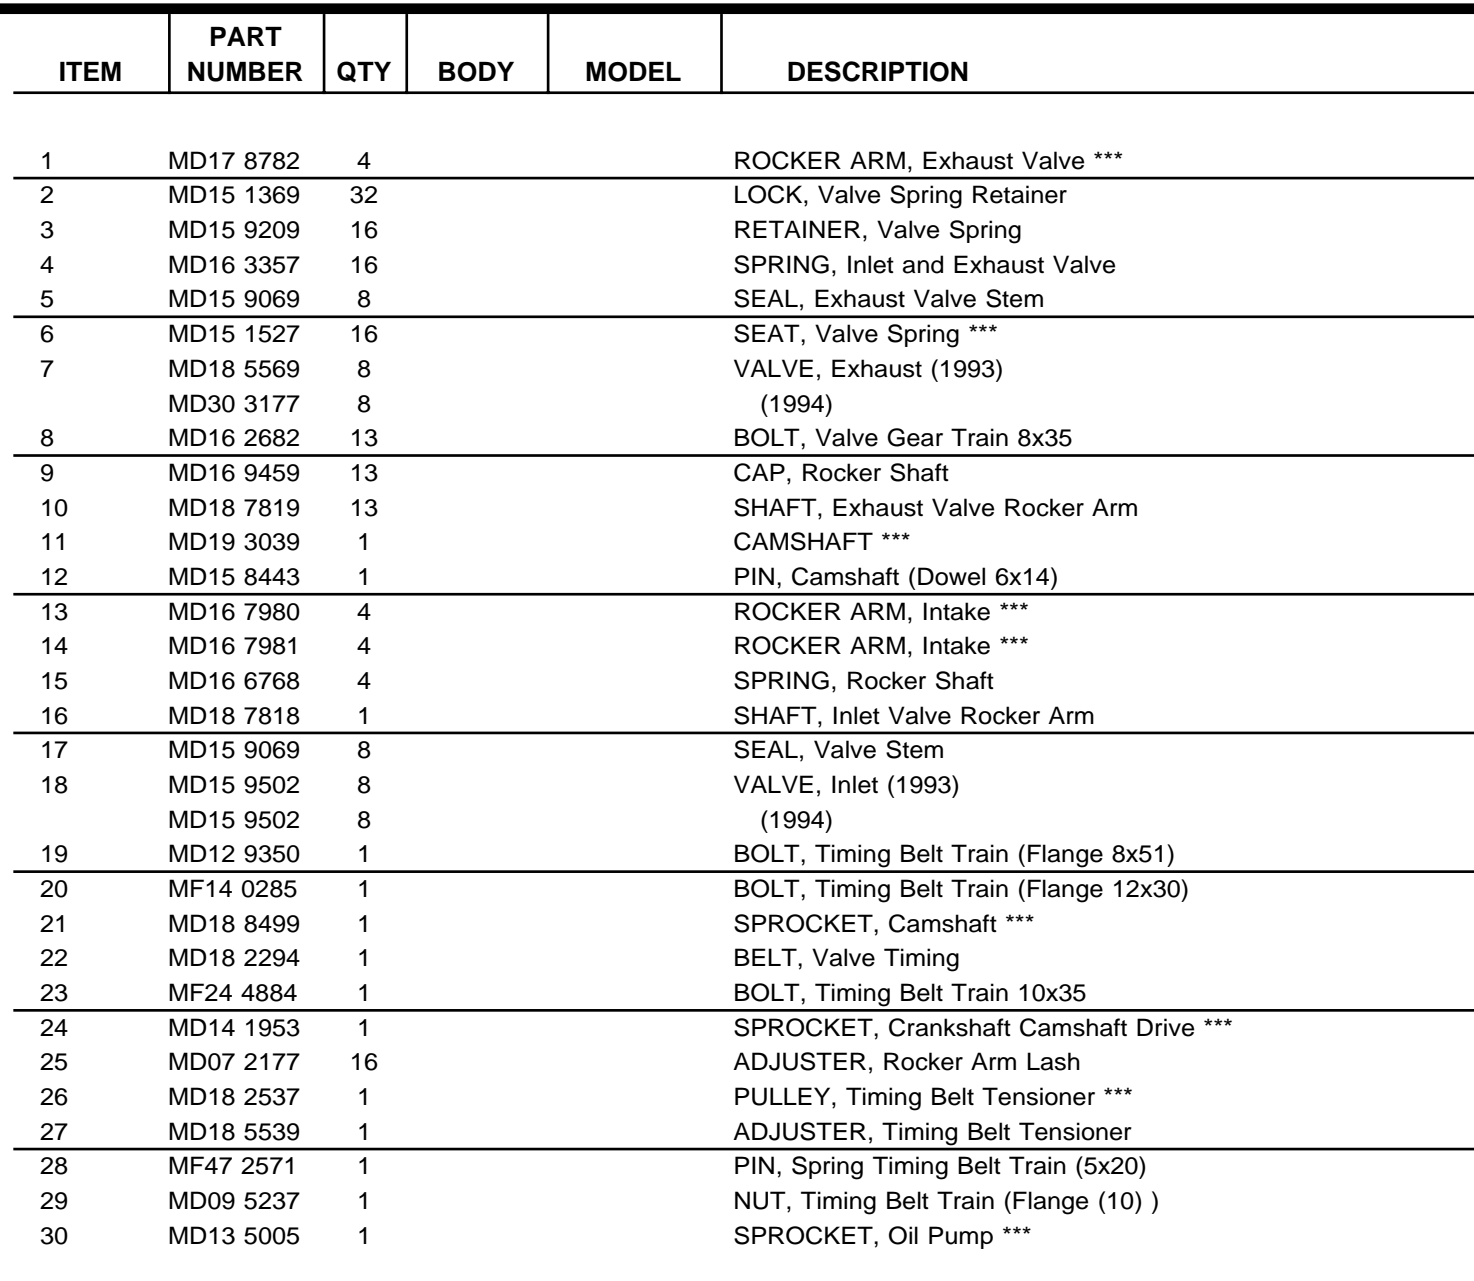 PART
ITEM NUMBER QTY BODY MODEL DESCRIPTION
1 MD17 8782 4 ROCKER ARM, Exhaust Valve ***
2 MD15 1369 32 LOCK, Valve Spring Retainer
3 MD15 9209 16 RETAINER, Valve Spring
4 MD16 3357 16 SPRING, Inlet and Exhaust Valve
5 MD15 9069 8 SEAL, Exhaust Valve Stem
6 MD15 1527 16 SEAT, Valve Spring ***
7 MD18 5569 8 VALVE, Exhaust (1993)
MD30 3177 8 (1994)
8 MD16 2682 13 BOLT, Valve Gear Train 8x35
9 MD16 9459 13 CAP, Rocker Shaft
10 MD18 7819 13 SHAFT, Exhaust Valve Rocker Arm
11 MD19 3039 1 CAMSHAFT ***
12 MD15 8443 1 PIN, Camshaft (Dowel 6x14)
13 MD16 7980 4 ROCKER ARM, Intake ***
14 MD16 7981 4 ROCKER ARM, Intake ***
15 MD16 6768 4 SPRING, Rocker Shaft
16 MD18 7818 1 SHAFT, Inlet Valve Rocker Arm
17 MD15 9069 8 SEAL, Valve Stem
18 MD15 9502 8 VALVE, Inlet (1993)
MD15 9502 8 (1994)
19 MD12 9350 1 BOLT, Timing Belt Train (Flange 8x51)
20 MF14 0285 1 BOLT, Timing Belt Train (Flange 12x30)
21 MD18 8499 1 SPROCKET, Camshaft ***
22 MD18 2294 1 BELT, Valve Timing
23 MF24 4884 1 BOLT, Timing Belt Train 10x35
24 MD14 1953 1 SPROCKET, Crankshaft Camshaft Drive ***
25 MD07 2177 16 ADJUSTER, Rocker Arm Lash
26 MD18 2537 1 PULLEY, Timing Belt Tensioner ***
27 MD18 5539 1 ADJUSTER, Timing Belt Tensioner
28 MF47 2571 1 PIN, Spring Timing Belt Train (5x20)
29 MD09 5237 1 NUT, Timing Belt Train (Flange (10) )
30 MD13 5005 1 SPROCKET, Oil Pump ***